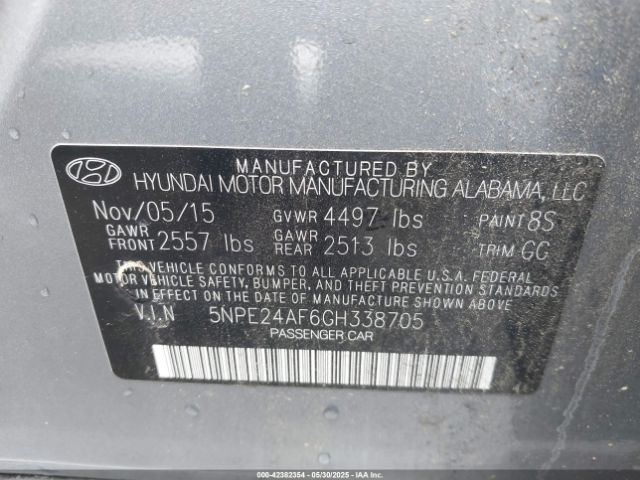 MANUFACTURED BY
HYUNDAI MOTOR MANUFACTURING ALABAMA, LLC
Nov/05/15 GVWR 4497 lbs PAINT 8S
GAWR FRONT 2557 lbs GAWR REAR 2513 lbs TRIM GC
THIS VEHICLE CONFORMS TO ALL APPLICABLE U.S.A. FEDERAL
MOTOR VEHICLE SAFETY, BUMPER, AND THEFT PREVENTION STANDARDS
IN EFFECT ON THE DATE OF MANUFACTURE SHOWN ABOVE.
V.I.N 5NPE24AF6GH338705
PASSENGER CAR
000-42382354 | 05/30/2025 | IAA Inc.